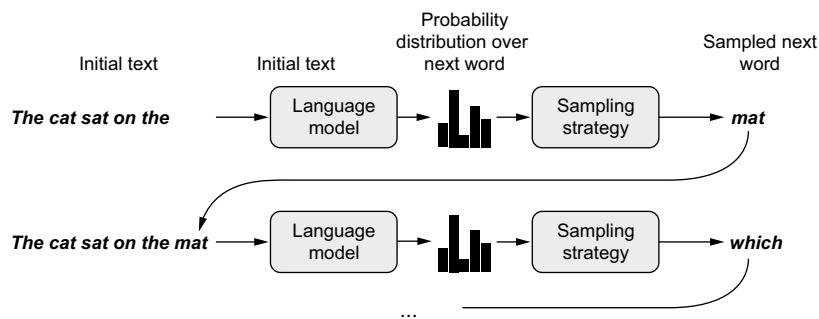 Probability
distribution over
next word
Sampled next
word
Initial text
Initial text
The cat sat on the
Language
model
Sampling
strategy
mat
The cat sat on the mat
Language
model
Sampling
strategy
which
...